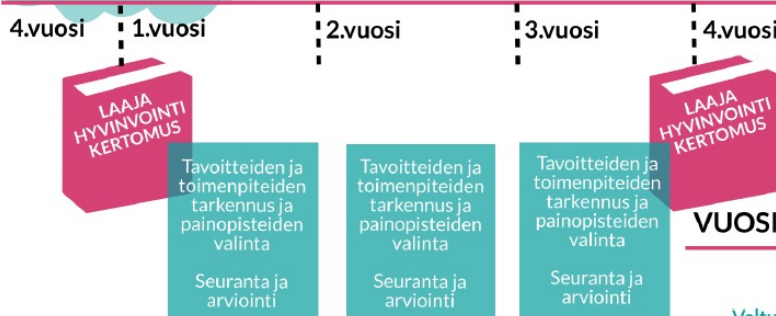 4.vuosi
1.vuosi
2.vuosi
3.vuosi
4.vuosi
LAAJA
HYVINVOINTI
KERTOMUS
LAAJA
HYVINVOINTI
KERTOMUS
Tavoitteiden ja
toimenpiteiden
tarkennus ja
painopisteiden
valinta
Seuranta ja
arviointi
Tavoitteiden ja
toimenpiteiden
tarkennus ja
painopisteiden
valinta
Seuranta ja
arviointi
Tavoitteiden ja
toimenpiteiden
tarkennus ja
painopisteiden
valinta
Seuranta ja
arviointi
VUOSI